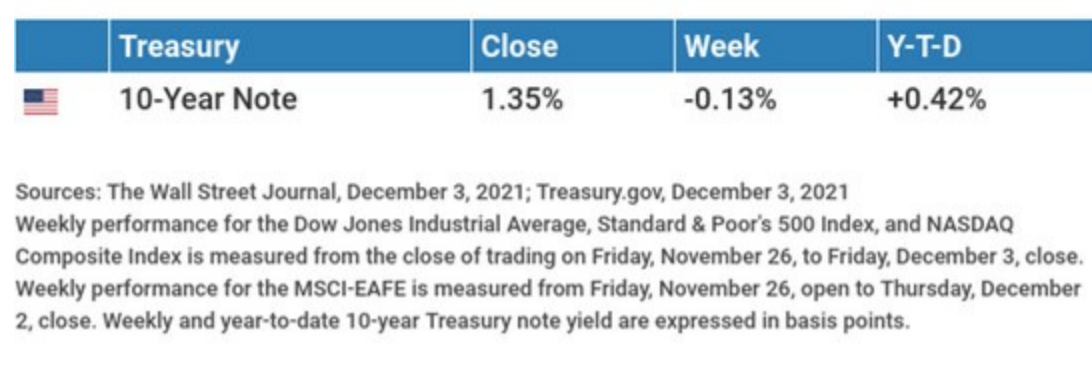 Treasury Close Week Y-T-D
10-Year Note 1.35% -0.13% +0.42%
Sources: The Wall Street Journal, December 3, 2021; Treasury.gov, December 3, 2021
Weekly performance for the Dow Jones Industrial Average, Standard & Poor's 500 Index, and NASDAQ
Composite Index is measured from the close of trading on Friday, November 26, to Friday, December 3, close.
Weekly performance for the MSCI-EAFE is measured from Friday, November 26, open to Thursday, December
2, close. Weekly and year-to-date 10-year Treasury note yield are expressed in basis points.